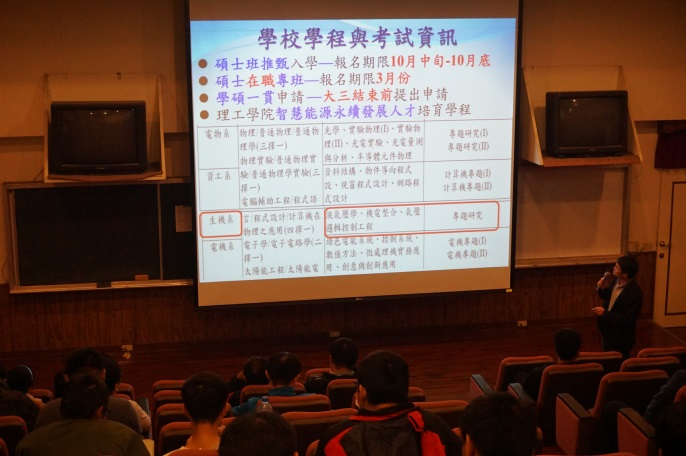 學校學程與考試資訊
● 碩士班推甄入學—報名期限10月中旬-10月底
● 碩士在職專班—報名期限3月份
● 學碩一貫申請—大三結束前提出申請
● 理工學院智慧能源永續發展人才培育學程
電物系 物理/普通物理/普通物 光學、實驗物理(I)、實驗物 專題研究(I)
理學(三擇一) 理(II)、光電實驗、光電量測 專題研究(II)
物理實驗/普通物理實 與分析、半導體元件物理
資工系 驗/普通物理學實驗(三 資料結構、物件導向程式 計算機專題(I)
擇一) 設計、視窗程式設計、網路程 計算機專題(II)
電腦輔助工程/程式語 式設計
生機系 言/程式設計/計算機在 液氣壓學、機電整合、氣壓 專題研究
物理之應用(四擇一) 邏輯控制工程
電機系 電子學/電子電路學(二 綠色電能系統、控制系統、 電機專題(I)
擇一) 數值方法、微處理機實務應 電機專題(II)
太陽能工程/太陽能電 用、創意與創新應用